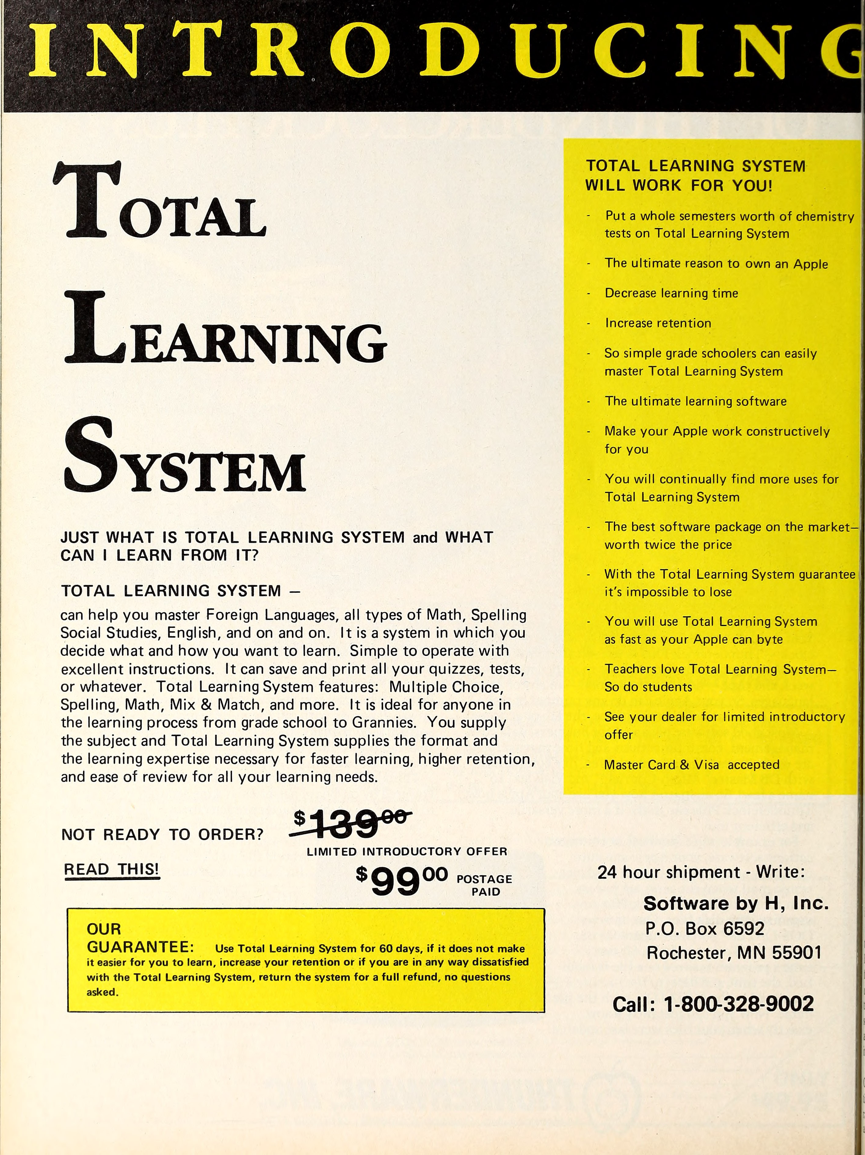 INTRODUCING
TOTAL
LEARNING
SYSTEM
JUST WHAT IS TOTAL LEARNING SYSTEM and WHAT
CAN I LEARN FROM IT?
TOTAL LEARNING SYSTEM –
can help you master Foreign Languages, all types of Math, Spelling
Social Studies, English, and on and on. It is a system in which you
decide what and how you want to learn. Simple to operate with
excellent instructions. It can save and print all your quizzes, tests,
or whatever. Total Learning System features: Multiple Choice,
Spelling, Math, Mix & Match, and more. It is ideal for anyone in
the learning process from grade school to Grannies. You supply
the subject and Total Learning System supplies the format and
the learning expertise necessary for faster learning, higher retention,
and ease of review for all your learning needs.
NOT READY TO ORDER? $139⁰⁰
LIMITED INTRODUCTORY OFFER
READ THIS!
$99⁰⁰ POSTAGE
PAID
OUR
GUARANTEE: Use Total Learning System for 60 days, if it does not make
it easier for you to learn, increase your retention or if you are in any way dissatisfied
with the Total Learning System, return the system for a full refund, no questions
asked.
TOTAL LEARNING SYSTEM
WILL WORK FOR YOU!
- Put a whole semesters worth of chemistry
tests on Total Learning System
- The ultimate reason to own an Apple
- Decrease learning time
- Increase retention
- So simple grade schoolers can easily
master Total Learning System
- The ultimate learning software
- Make your Apple work constructively
for you
- You will continually find more uses for
Total Learning System
- The best software package on the market–
worth twice the price
- With the Total Learning System guarantee
it's impossible to lose
- You will use Total Learning System
as fast as your Apple can byte
- Teachers love Total Learning System–
So do students
- See your dealer for limited introductory
offer
- Master Card & Visa accepted
24 hour shipment - Write:
Software by H, Inc.
P.O. Box 6592
Rochester, MN 55901
Call: 1-800-328-9002